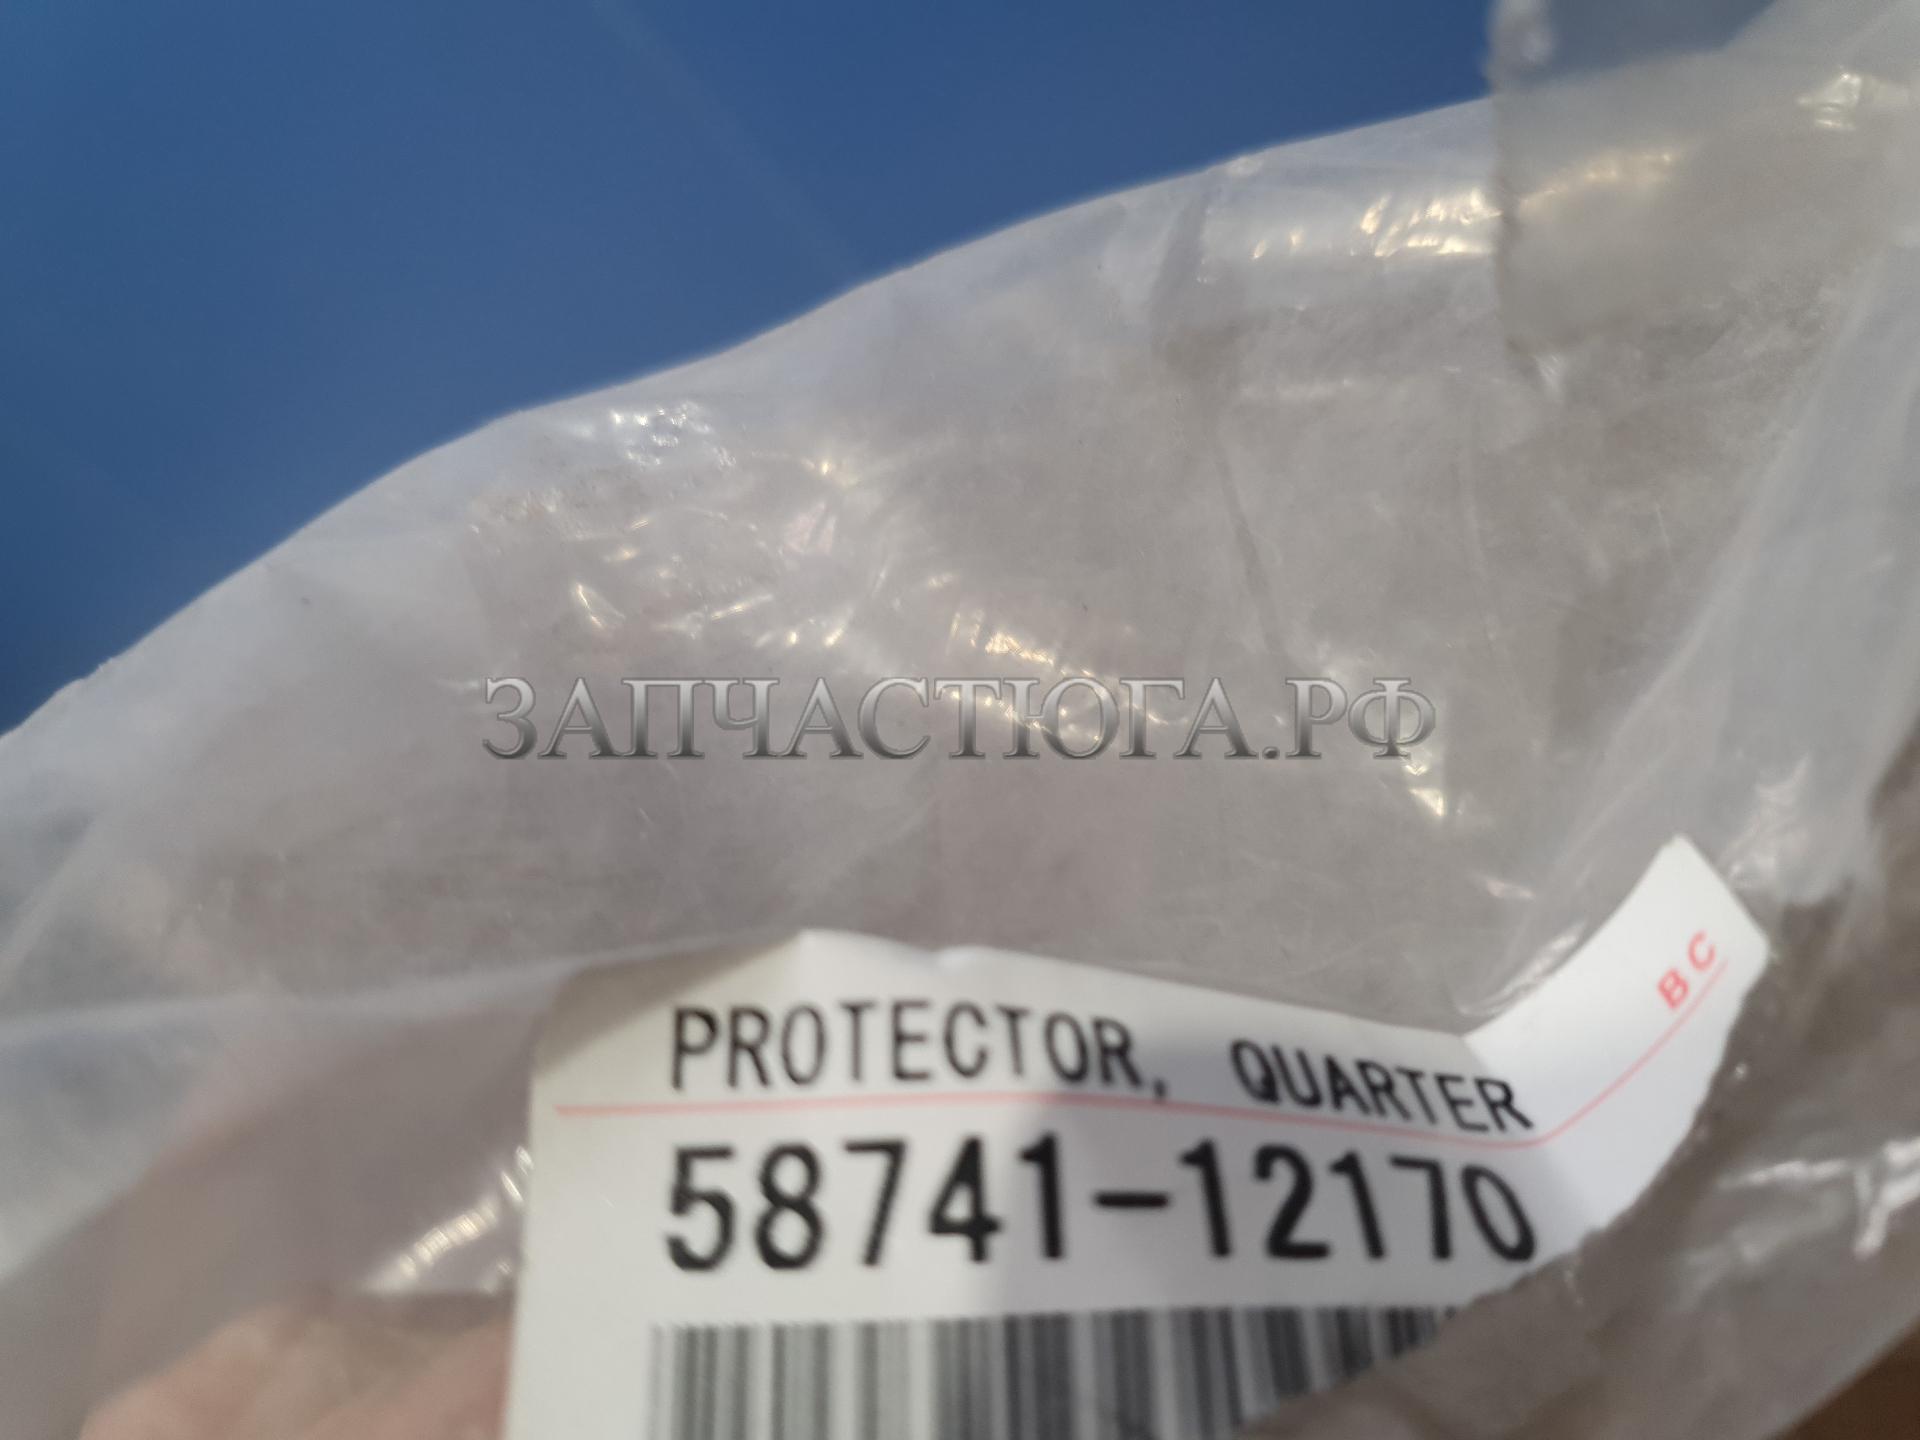 ЗАПЧАСТЮГА.РФ
BC
PROTECTOR, QUARTER
58741-12170